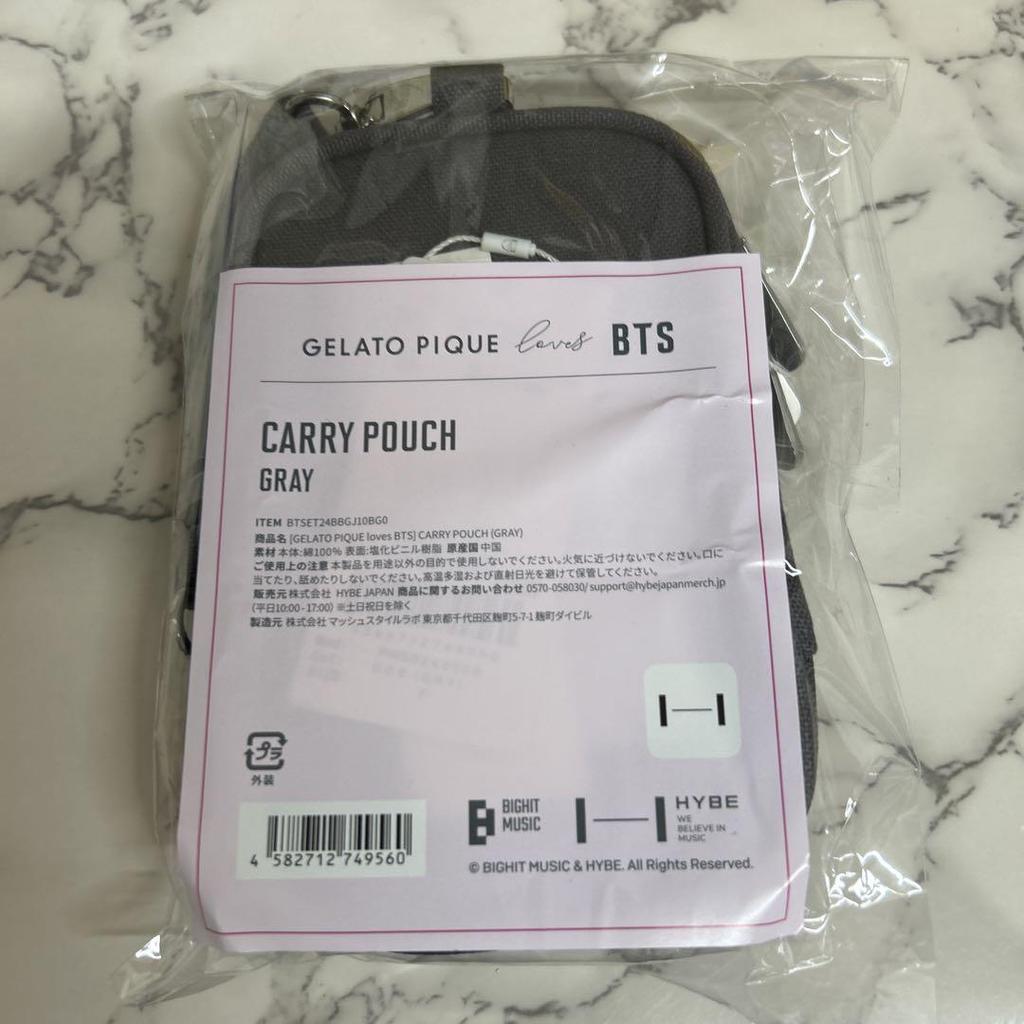 GELATO PIQUE loves BTS
CARRY POUCH
GRAY
ITEM BTSET24BBGJ10BG0
商品名 [GELATO PIQUE loves BTS] CARRY POUCH (GRAY)
素材 本体:綿100% 表面:塩化ビニル樹脂 原産国 中国
ご使用上の注意 本製品を用途以外の目的で使用しないでください。火気に近づけないでください。口に
当てたり、舐めたりしないでください。高温多湿および直射日光を避けて保管してください。
販売元 株式会社 HYBE JAPAN 商品に関するお問い合わせ 0570-058030/ support@hybejapanmerch.jp
(平日10:00 - 17:00) ※土日祝日を除く
製造元 株式会社 マッシュスタイルラボ 東京都千代田区麹町5-7-1 麹町ダイビル
プラ
外装
4 582712 749560
BIGHIT
MUSIC
HYBE
WE
BELIEVE IN
MUSIC
© BIGHIT MUSIC & HYBE. All Rights Reserved.